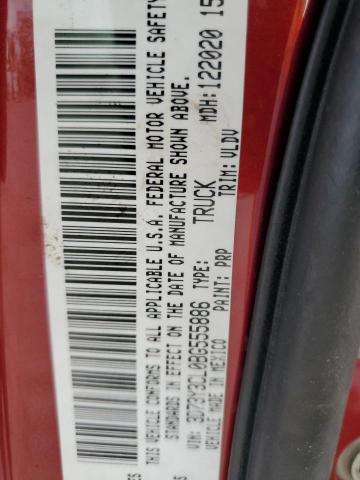 THIS VEHICLE CONFORMS TO ALL APPLICABLE U.S.A. FEDERAL MOTOR VEHICLE SAFETY
STANDARDS IN EFFECT ON THE DATE OF MANUFACTURE SHOWN ABOVE.
VIN: 3D73Y3CL0BG555886 TYPE: TRUCK MDH: 122020 15
VEHICLE MADE IN MEXICO PAINT: PRP TRIM: VLDV